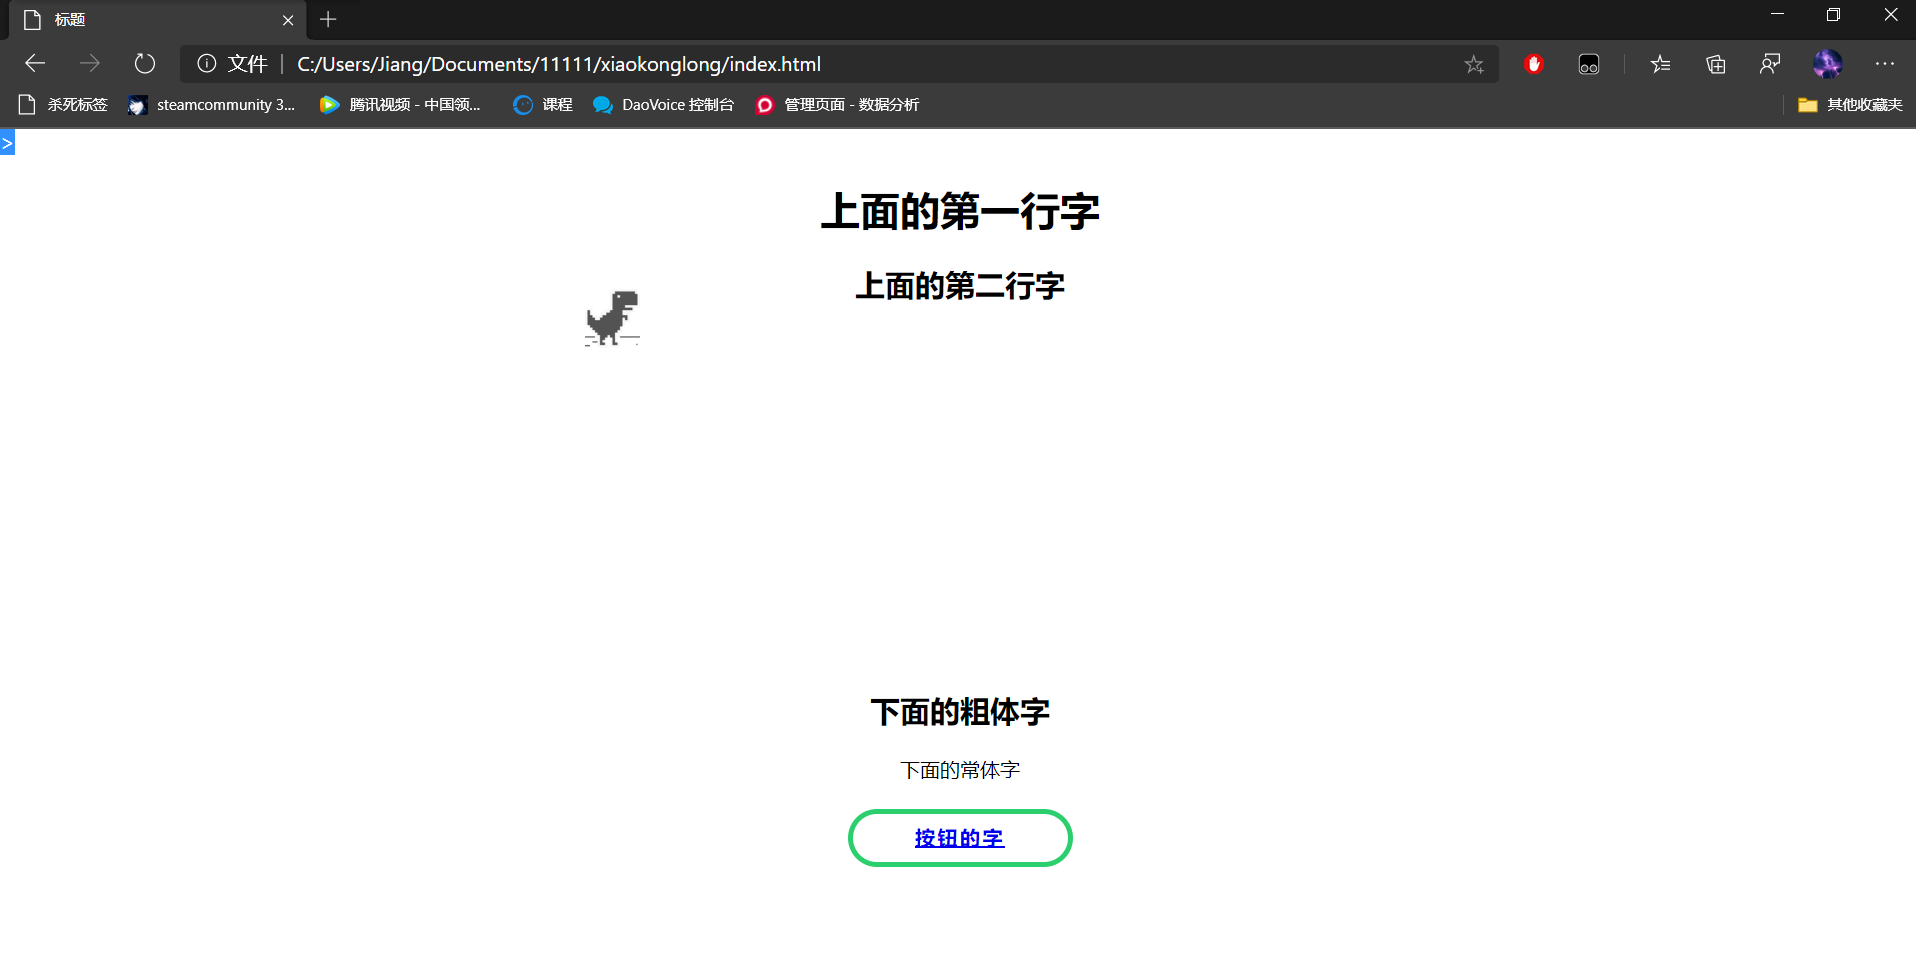 标题
文件 C:/Users/Jiang/Documents/11111/xiaokonglong/index.html
杀死标签 steamcommunity 3... 腾讯视频 - 中国领... 课程 DaoVoice 控制台 管理页面 - 数据分析 其他收藏夹
>
上面的第一行字
上面的第二行字
下面的粗体字
下面的常体字
按钮的字